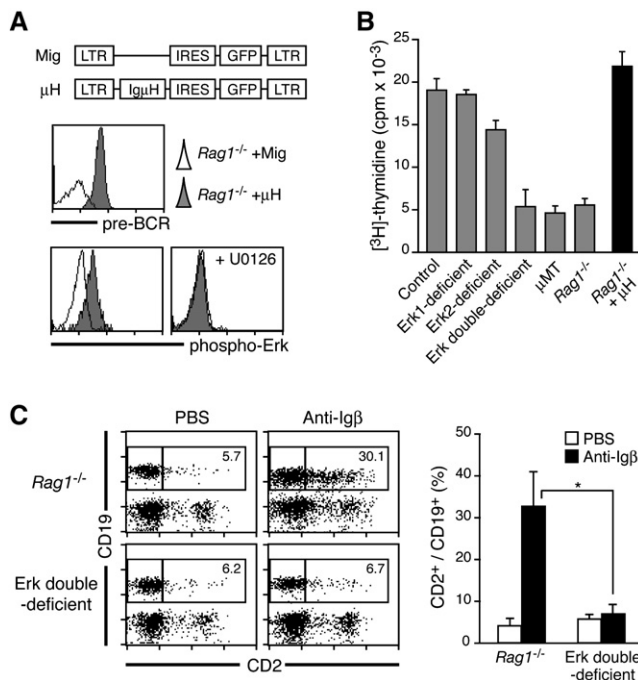 A
Mig LTR IRES GFP LTR
μH LTR IgμH IRES GFP LTR
Rag1-/- +Mig
Rag1-/- +μH
pre-BCR
+ U0126
phospho-Erk
B
[3H]-thymidine (cpm x 10-3)
25
20
15
10
5
0
Control
Erk1-deficient
Erk2-deficient
Erk double-deficient
μMT
Rag1-/-
Rag1-/-
+ μH
C
PBS Anti-Igβ
Rag1-/-
5.7 30.1
CD19
Erk double
-deficient
6.2 6.7
CD2
PBS
Anti-Igβ
CD2+ / CD19+ (%)
50
40
30
20
10
0
*
Rag1-/- Erk double
-deficient